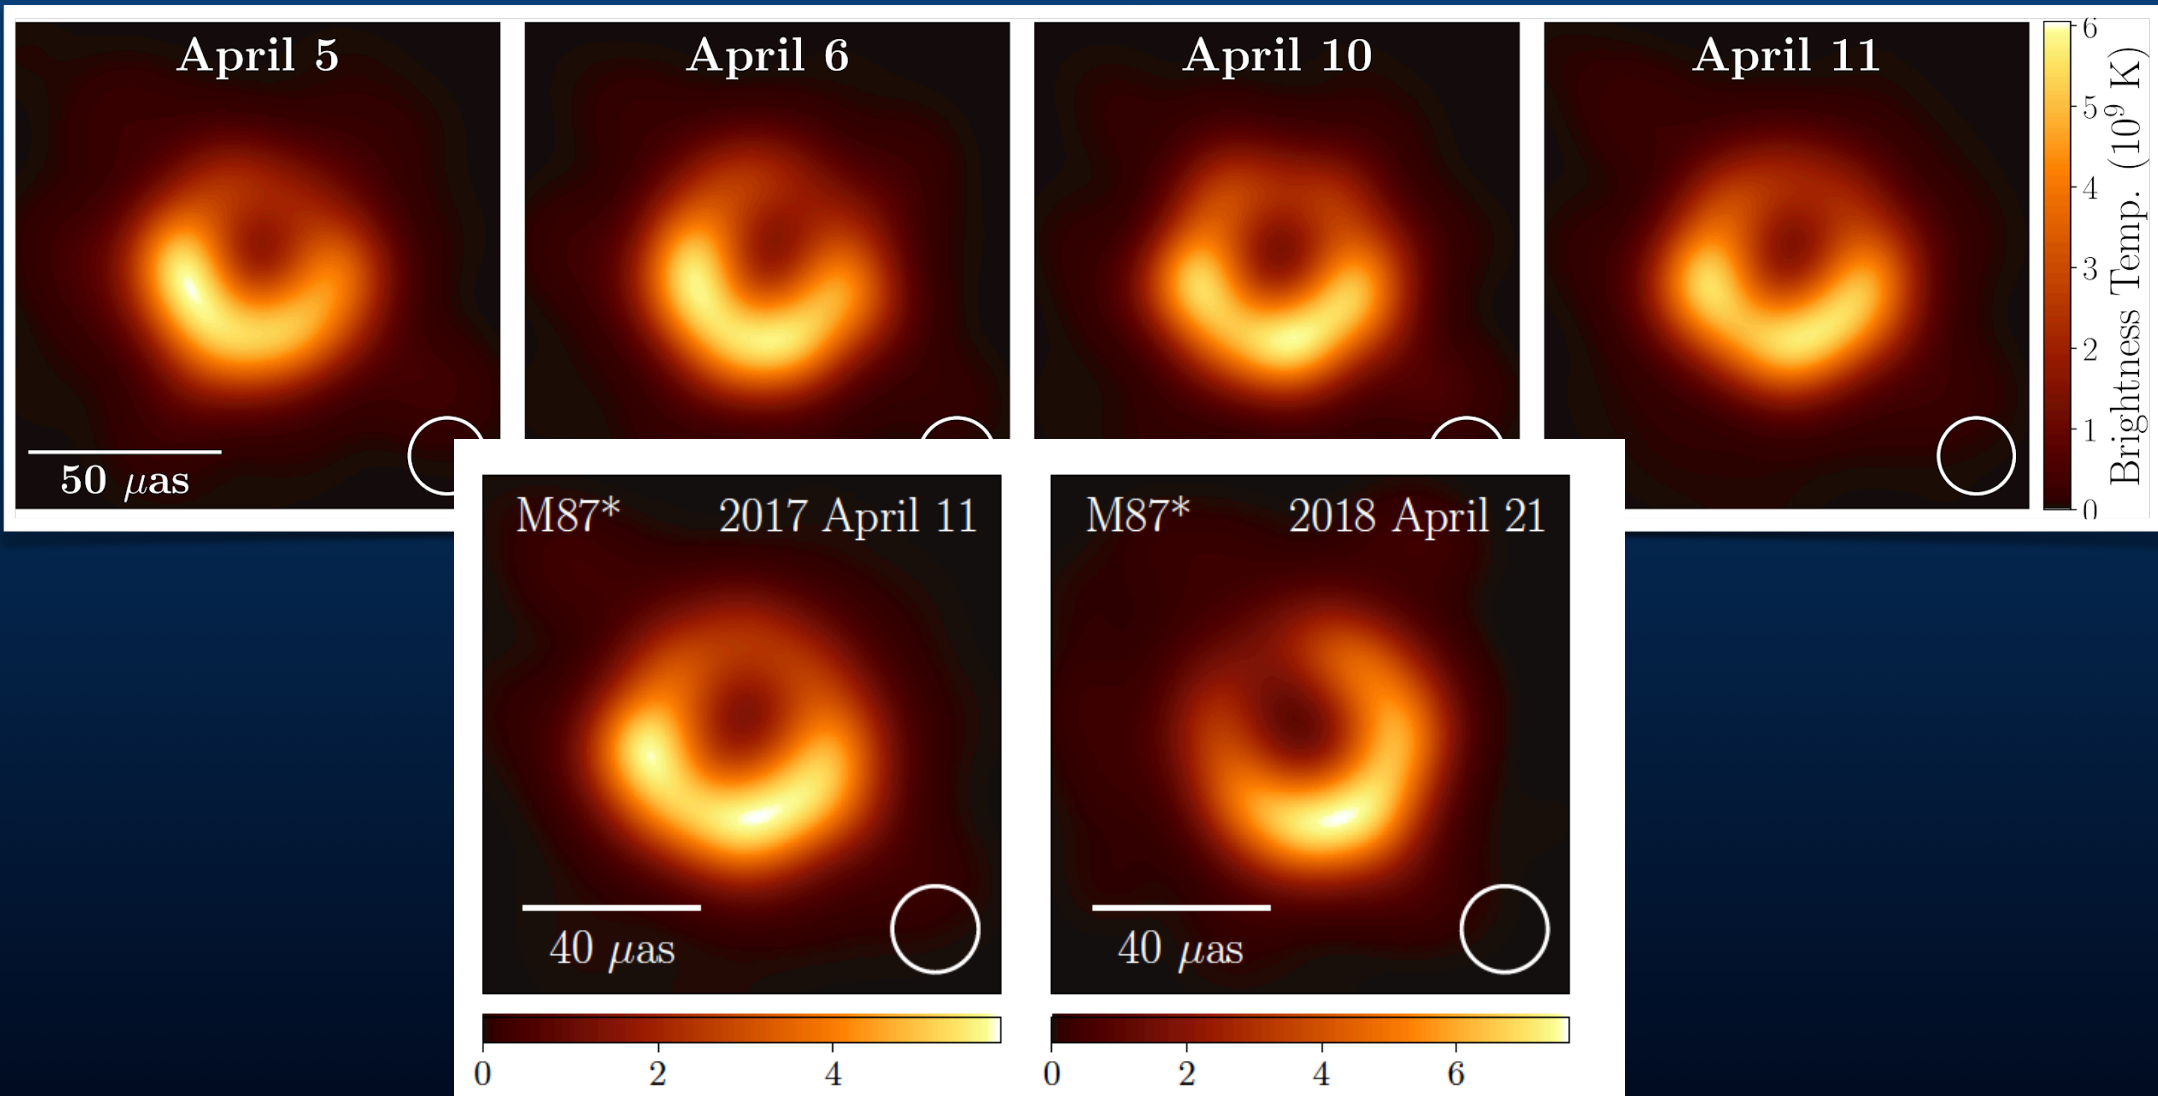 April 5
April 6
April 10
April 11
50 μas
6
5
4
3
2
1
0
Brightness Temp. (10⁹ K)
M87* 2017 April 11
40 μas
0 2 4
M87* 2018 April 21
40 μas
0 2 4 6